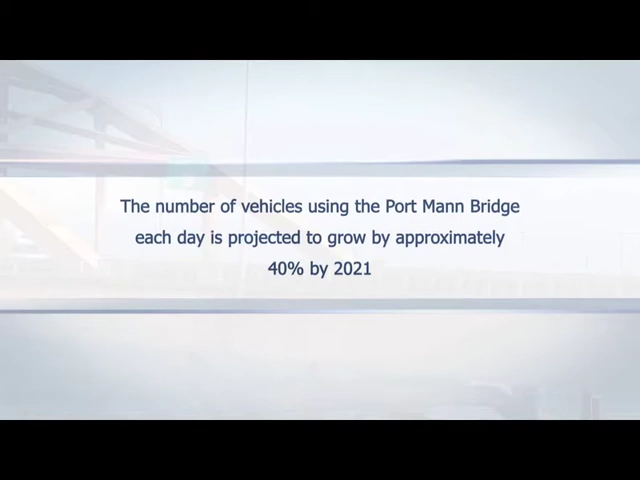 The number of vehicles using the Port Mann Bridge
each day is projected to grow by approximately
40% by 2021